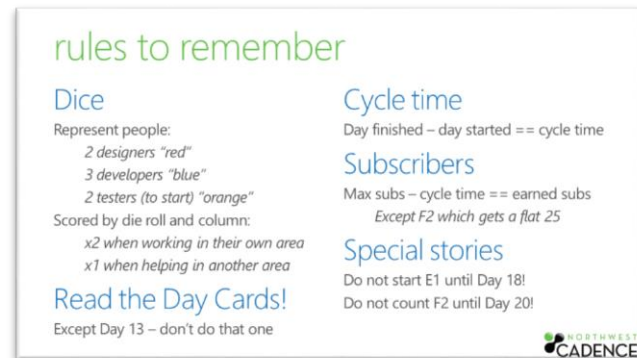 rules to remember
Dice
Represent people:
2 designers “red”
3 developers “blue”
2 testers (to start) “orange”
Scored by die roll and column:
x2 when working in their own area
x1 when helping in another area
Read the Day Cards!
Except Day 13 – don’t do that one
Cycle time
Day finished – day started == cycle time
Subscribers
Max subs – cycle time == earned subs
Except F2 which gets a flat 25
Special stories
Do not start E1 until Day 18!
Do not count F2 until Day 20!
NORTHWEST
CADENCE